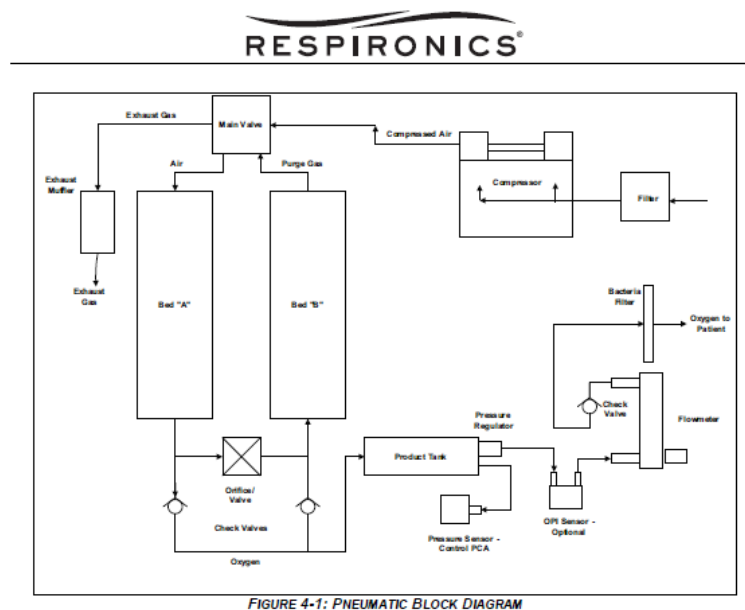 RESPIRONICS®
Exhaust Gas
Main Valve
Compressed Air
Air
Purge Gas
Exhaust
Muffler
Compressor
Filter
Exhaust
Gas
Bed "A"
Bed "B"
Bacteria
Filter
Oxygen to
Patient
Check
Valve
Flowmeter
Pressure
Regulator
Product Tank
Orifice/
Valve
OPI Sensor -
Optional
Check Valves
Pressure Sensor -
Control PCA
Oxygen
FIGURE 4-1: PNEUMATIC BLOCK DIAGRAM